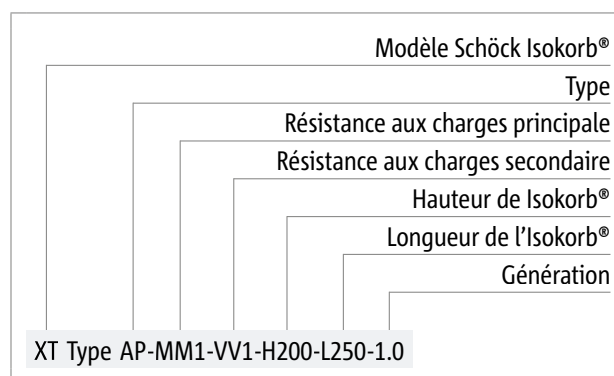 Modèle Schöck Isokorb®
Type
Résistance aux charges principale
Résistance aux charges secondaire
Hauteur de Isokorb®
Longueur de l’Isokorb®
Génération
XT Type AP-MM1-VV1-H200-L250-1.0